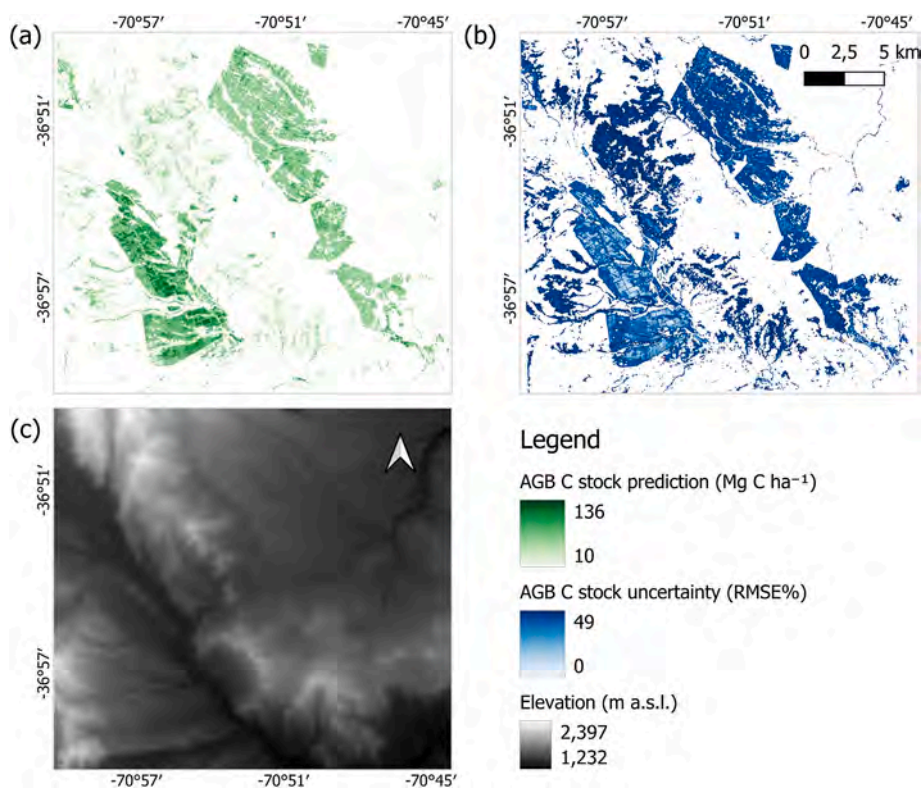 -70°57′ -70°51′ -70°45′
(a)
-36°51′
-36°57′
-70°57′ -70°51′ -70°45′
(b)
0 2,5 5 km
-36°51′
-36°57′
(c)
-36°51′
-36°57′
-70°57′ -70°51′ -70°45′
Legend
AGB C stock prediction (Mg C ha⁻¹)
136
10
AGB C stock uncertainty (RMSE%)
49
0
Elevation (m a.s.l.)
2,397
1,232